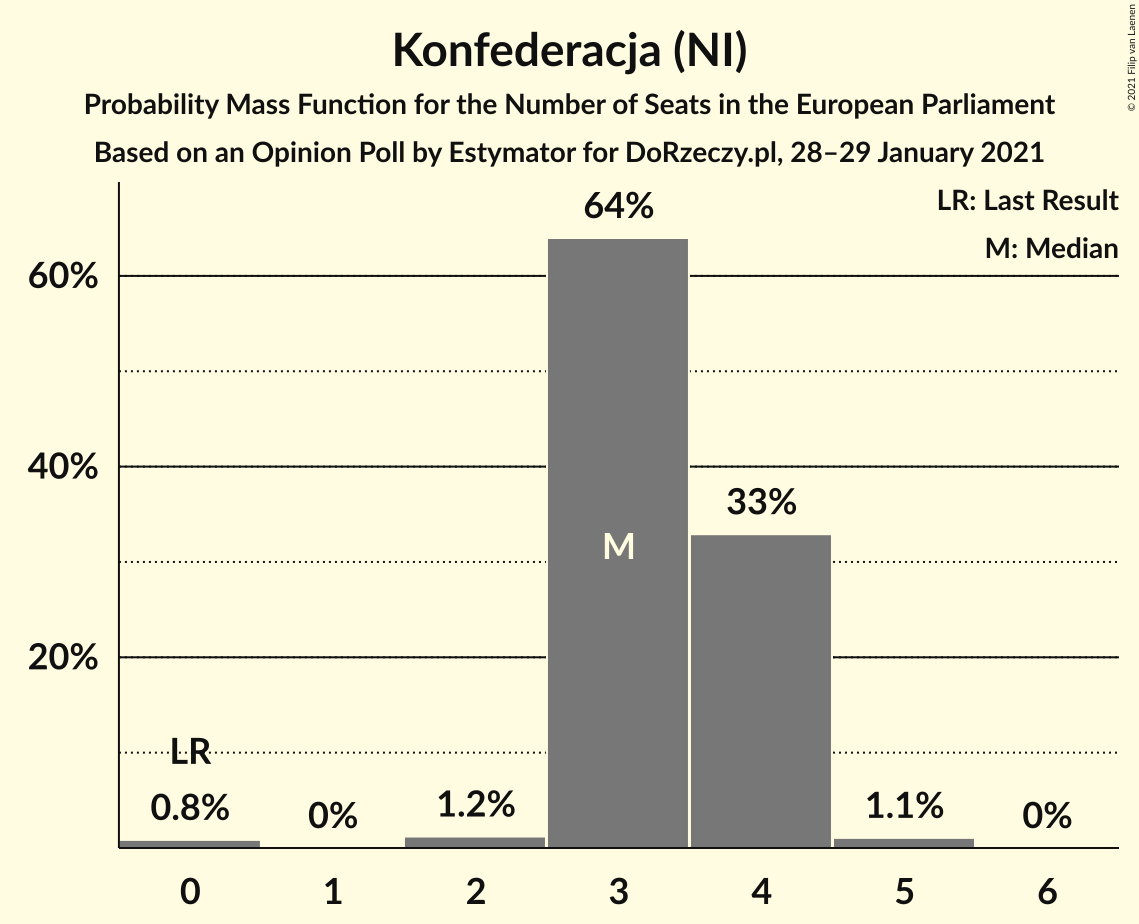 Konfederacja (NI)
Probability Mass Function for the Number of Seats in the European Parliament
Based on an Opinion Poll by Estymator for DoRzeczy.pl, 28–29 January 2021
© 2021 Filip van Laenen
LR: Last Result
M: Median
64%
60%
40%
33%
M
20%
LR
0.8%
0%
1.2%
1.1%
0%
0 1 2 3 4 5 6